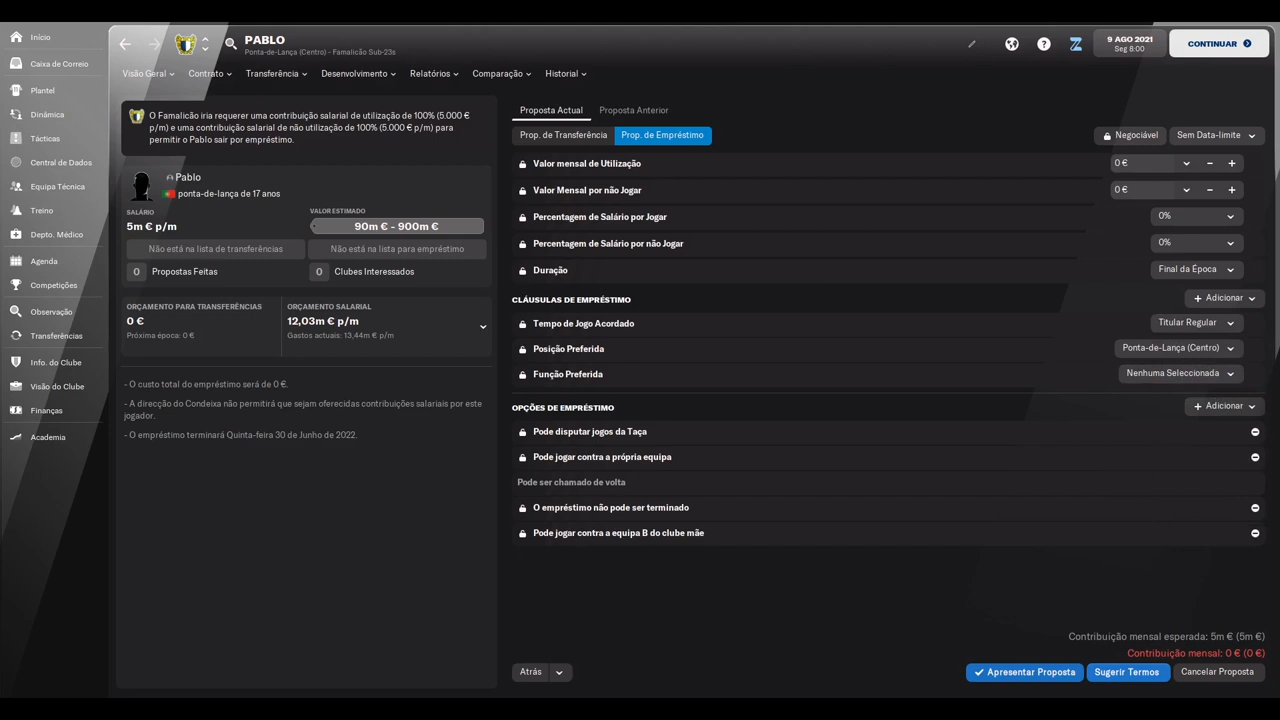 Início
Caixa de Correio
Plantel
Dinâmica
Tácticas
Central de Dados
Equipa Técnica
Treino
Depto. Médico
Agenda
Competições
Observação
Transferências
Info. do Clube
Visão do Clube
Finanças
Academia
PABLO
Ponta-de-Lança (Centro) - Famalicão Sub-23s
9 AGO 2021
Seg 8:00
CONTINUAR
Visão Geral
Contrato
Transferência
Desenvolvimento
Relatórios
Comparação
Historial
O Famalicão iria requerer uma contribuição salarial de utilização de 100% (5.000 €
p/m) e uma contribuição salarial de não utilização de 100% (5.000 € p/m) para
permitir o Pablo sair por empréstimo.
Pablo
ponta-de-lança de 17 anos
SALÁRIO
5m € p/m
VALOR ESTIMADO
90m € - 900m €
Não está na lista de transferências
Não está na lista para empréstimo
0 Propostas Feitas
0 Clubes Interessados
ORÇAMENTO PARA TRANSFERÊNCIAS
0 €
Próxima época: 0 €
ORÇAMENTO SALARIAL
12,03m € p/m
Gastos actuais: 13,44m € p/m
- O custo total do empréstimo será de 0 €.
- A direcção do Condeixa não permitirá que sejam oferecidas contribuições salariais por este
jogador.
- O empréstimo terminará Quinta-feira 30 de Junho de 2022.
Proposta Actual
Proposta Anterior
Prop. de Transferência
Prop. de Empréstimo
Negociável
Sem Data-limite
Valor mensal de Utilização 0 €
Valor Mensal por não Jogar 0 €
Percentagem de Salário por Jogar 0%
Percentagem de Salário por não Jogar 0%
Duração Final da Época
CLÁUSULAS DE EMPRÉSTIMO Adicionar
Tempo de Jogo Acordado Titular Regular
Posição Preferida Ponta-de-Lança (Centro)
Função Preferida Nenhuma Seleccionada
OPÇÕES DE EMPRÉSTIMO Adicionar
Pode disputar jogos da Taça
Pode jogar contra a própria equipa
Pode ser chamado de volta
O empréstimo não pode ser terminado
Pode jogar contra a equipa B do clube mãe
Contribuição mensal esperada: 5m € (5m €)
Contribuição mensal: 0 € (0 €)
Atrás
Apresentar Proposta
Sugerir Termos
Cancelar Proposta